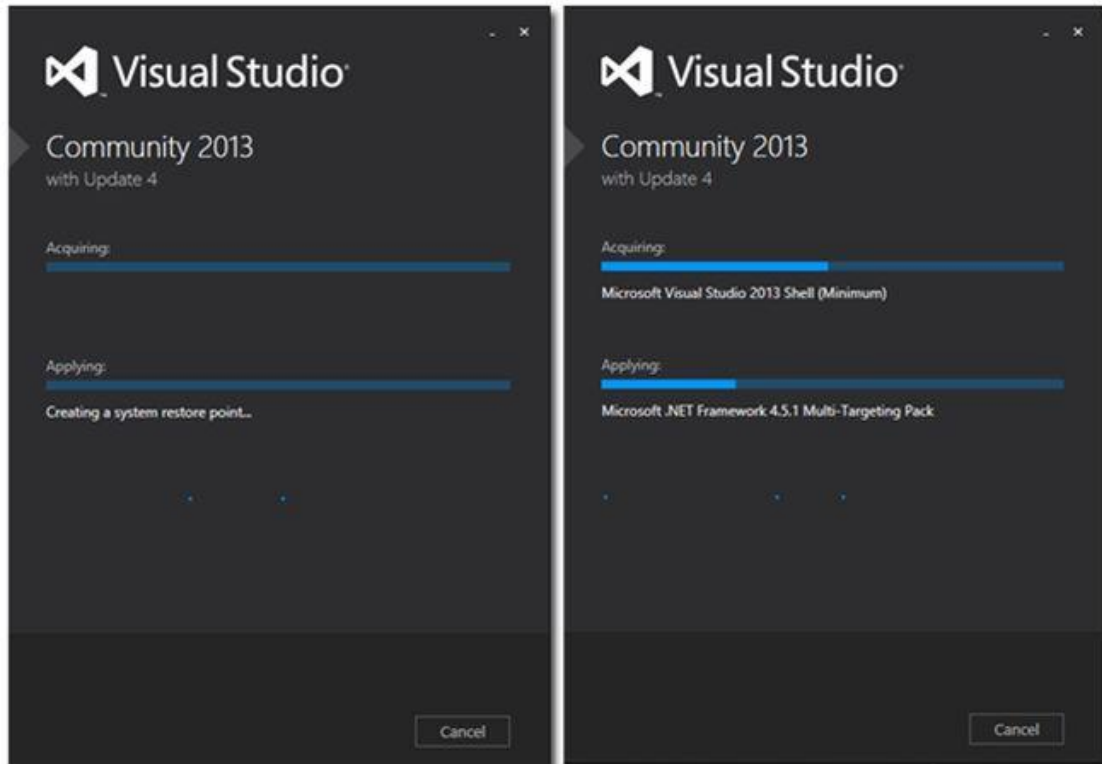 Visual Studio®
™
Community 2013
with Update 4
Acquiring:
Applying:
Creating a system restore point...
Cancel
Visual Studio®
™
Community 2013
with Update 4
Acquiring:
Microsoft Visual Studio 2013 Shell (Minimum)
Applying:
Microsoft .NET Framework 4.5.1 Multi-Targeting Pack
Cancel